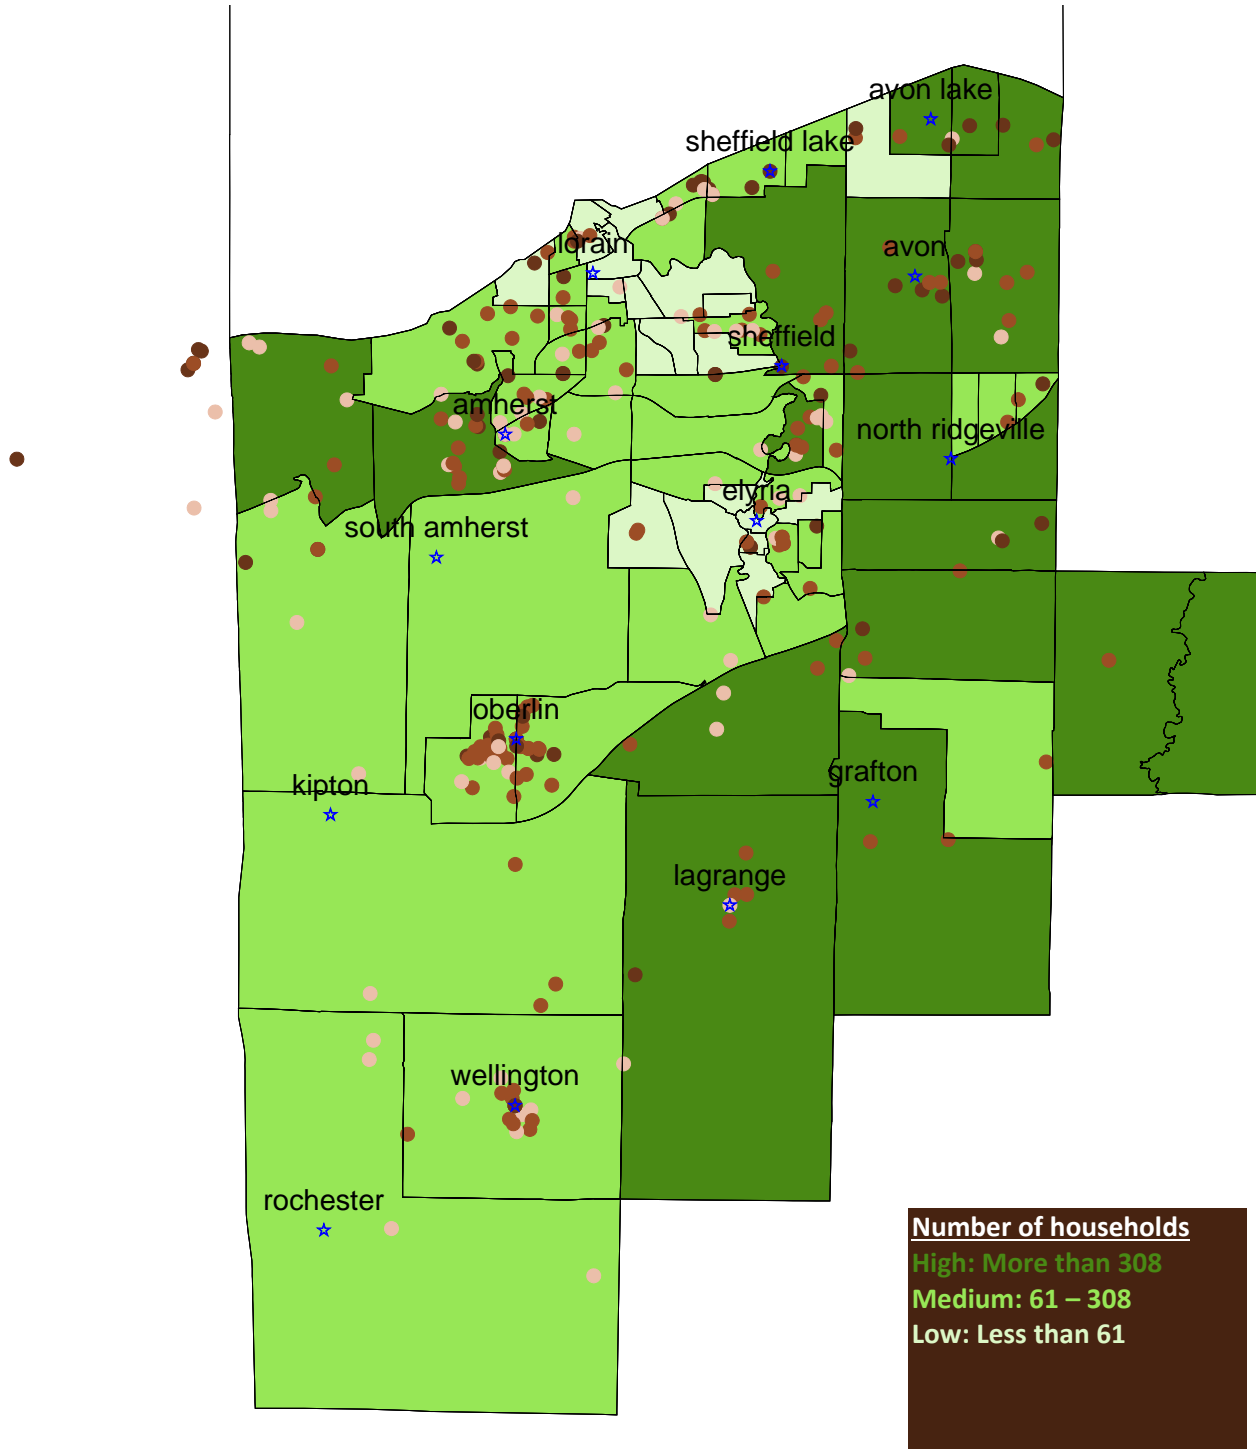 avon lake
sheffield lake
lorain
avon
sheffield
amherst
north ridgeville
elyria
south amherst
oberlin
kipton
grafton
lagrange
wellington
rochester
Number of households
High: More than 308
Medium: 61 – 308
Low: Less than 61